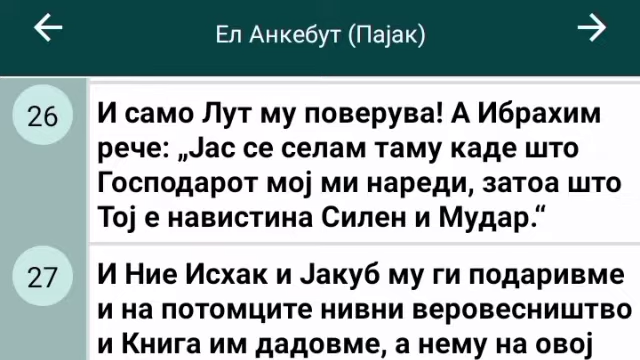 Ел Анкебут (Пајак)
26
И само Лут му поверува! А Ибрахим
рече: „Јас се селам таму каде што
Господарот мој ми нареди, затоа што
Тој е навистина Силен и Мудар.“
27
И Ние Исхак и Јакуб му ги подаривме
и на потомците нивни веровесништво
и Книга им дадовме, а нему на овој